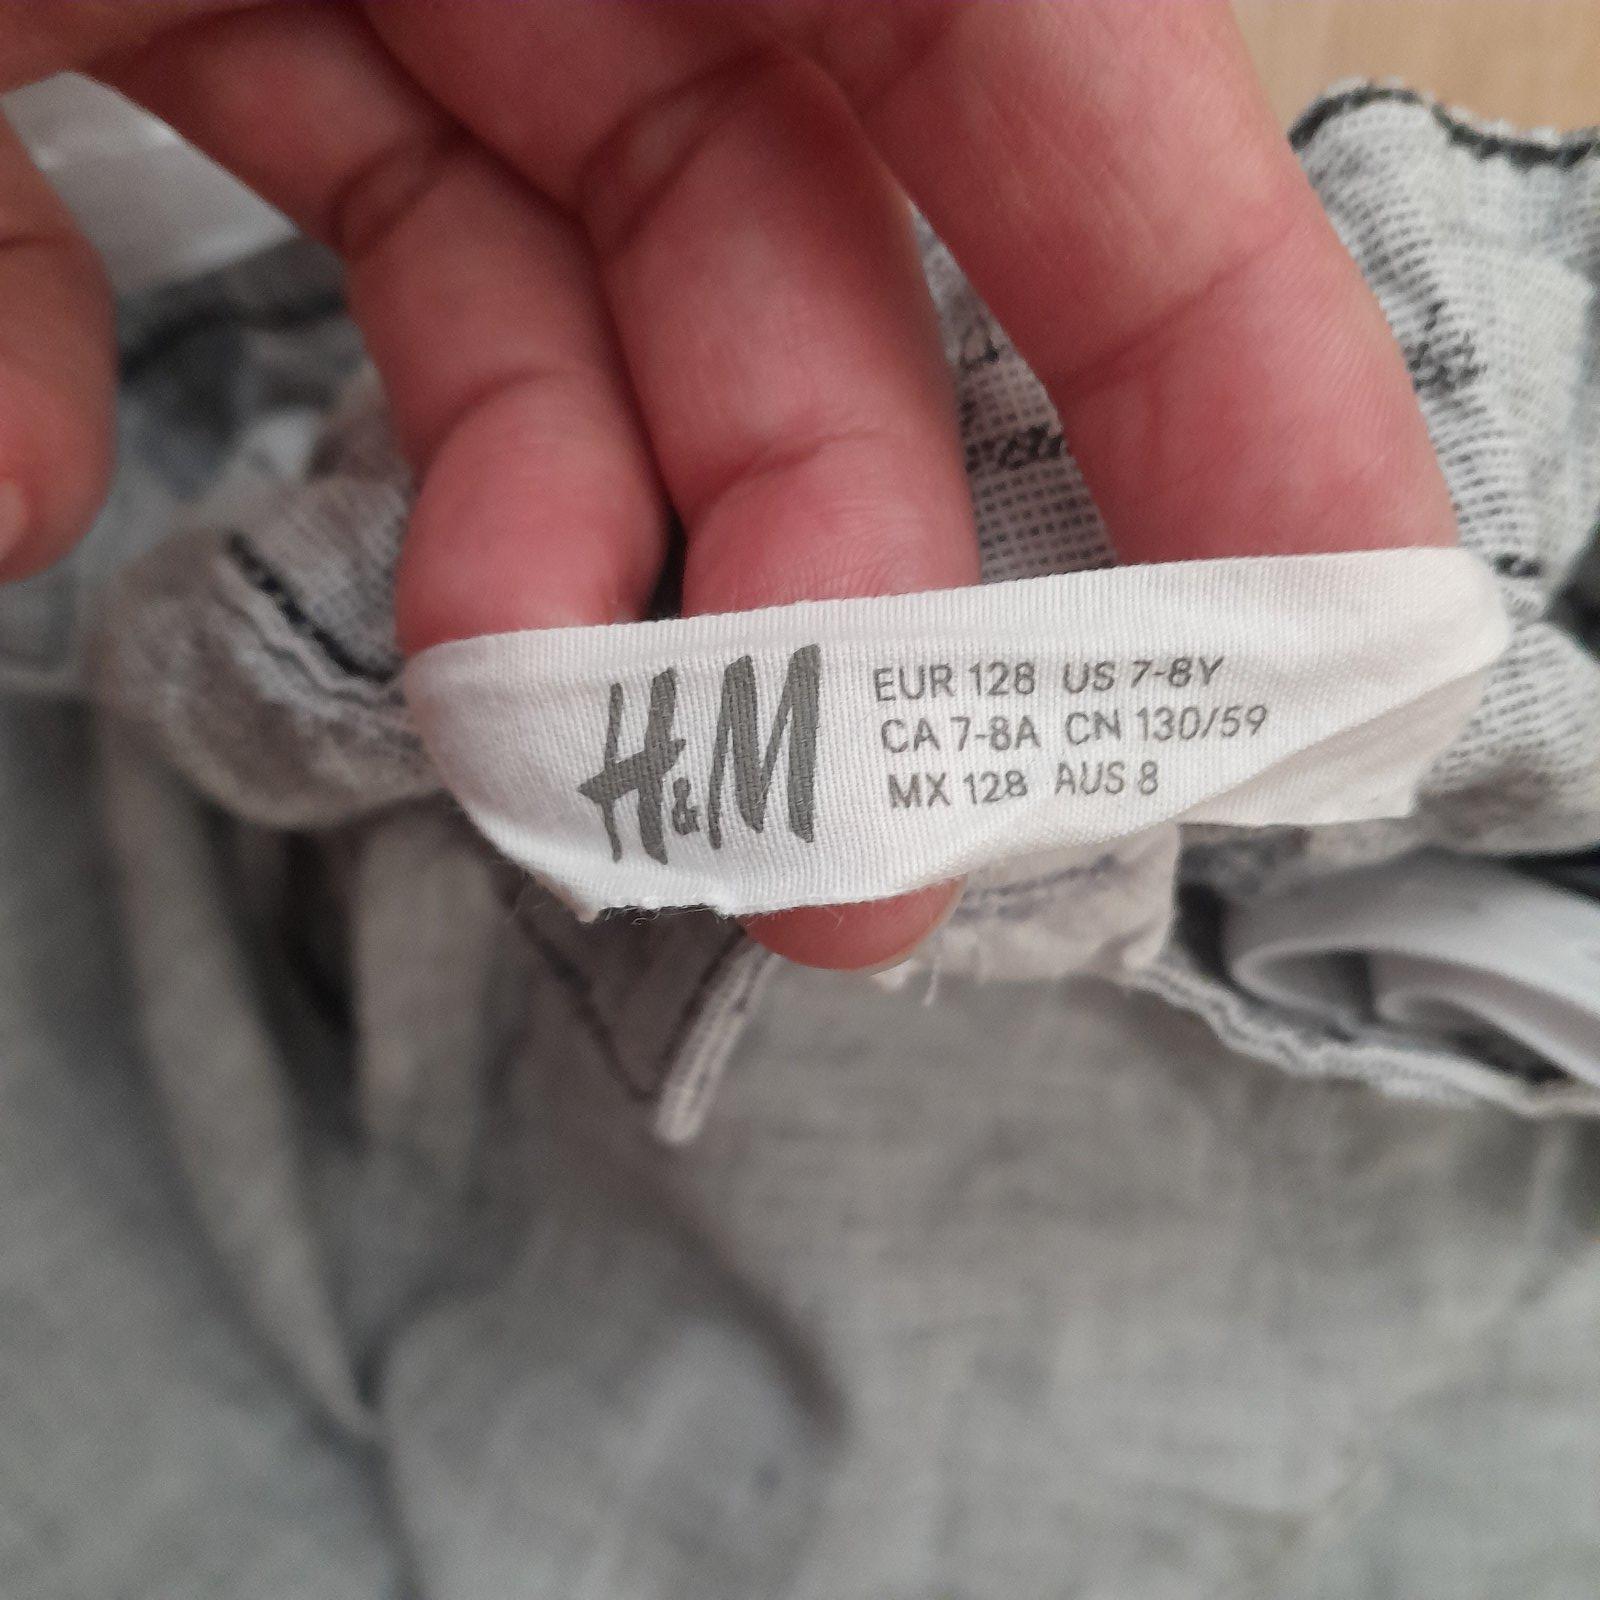 H&M
EUR 128 US 7-8Y
CA 7-8A CN 130/59
MX 128 AUS 8